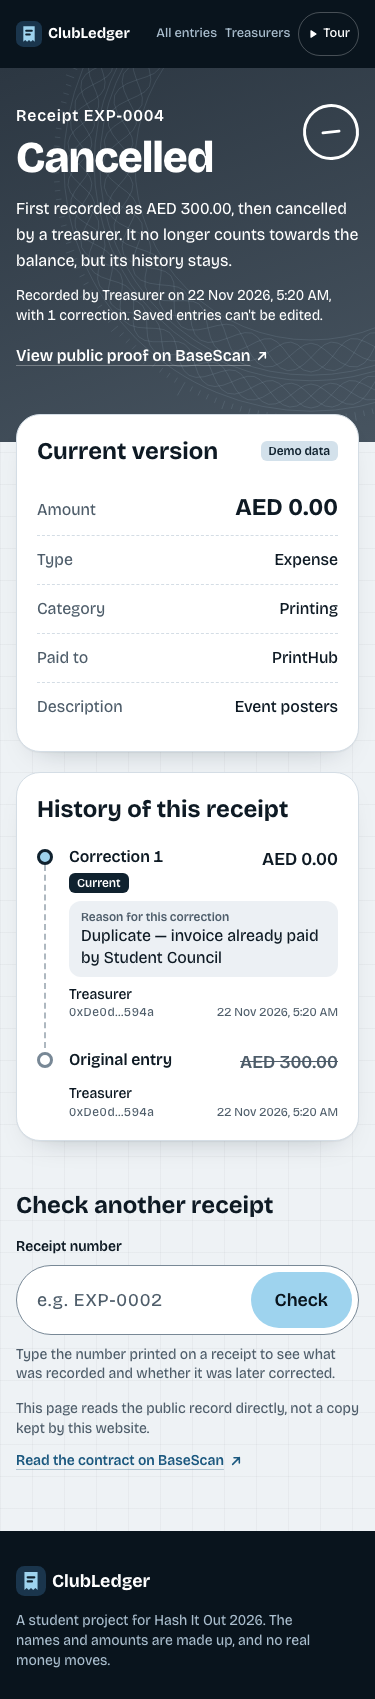 ClubLedger
All entries Treasurers Tour
Receipt EXP-0004
Cancelled
First recorded as AED 300.00, then cancelled
by a treasurer. It no longer counts towards the
balance, but its history stays.
Recorded by Treasurer on 22 Nov 2026, 5:20 AM,
with 1 correction. Saved entries can't be edited.
View public proof on BaseScan ↗
Current version Demo data
Amount AED 0.00
Type Expense
Category Printing
Paid to PrintHub
Description Event posters
History of this receipt
Correction 1 AED 0.00
Current
Reason for this correction
Duplicate — invoice already paid
by Student Council
Treasurer
0xDe0d…594a 22 Nov 2026, 5:20 AM
Original entry AED 300.00
Treasurer
0xDe0d…594a 22 Nov 2026, 5:20 AM
Check another receipt
Receipt number
e.g. EXP-0002 Check
Type the number printed on a receipt to see what
was recorded and whether it was later corrected.
This page reads the public record directly, not a copy
kept by this website.
Read the contract on BaseScan ↗
ClubLedger
A student project for Hash It Out 2026. The
names and amounts are made up, and no real
money moves.